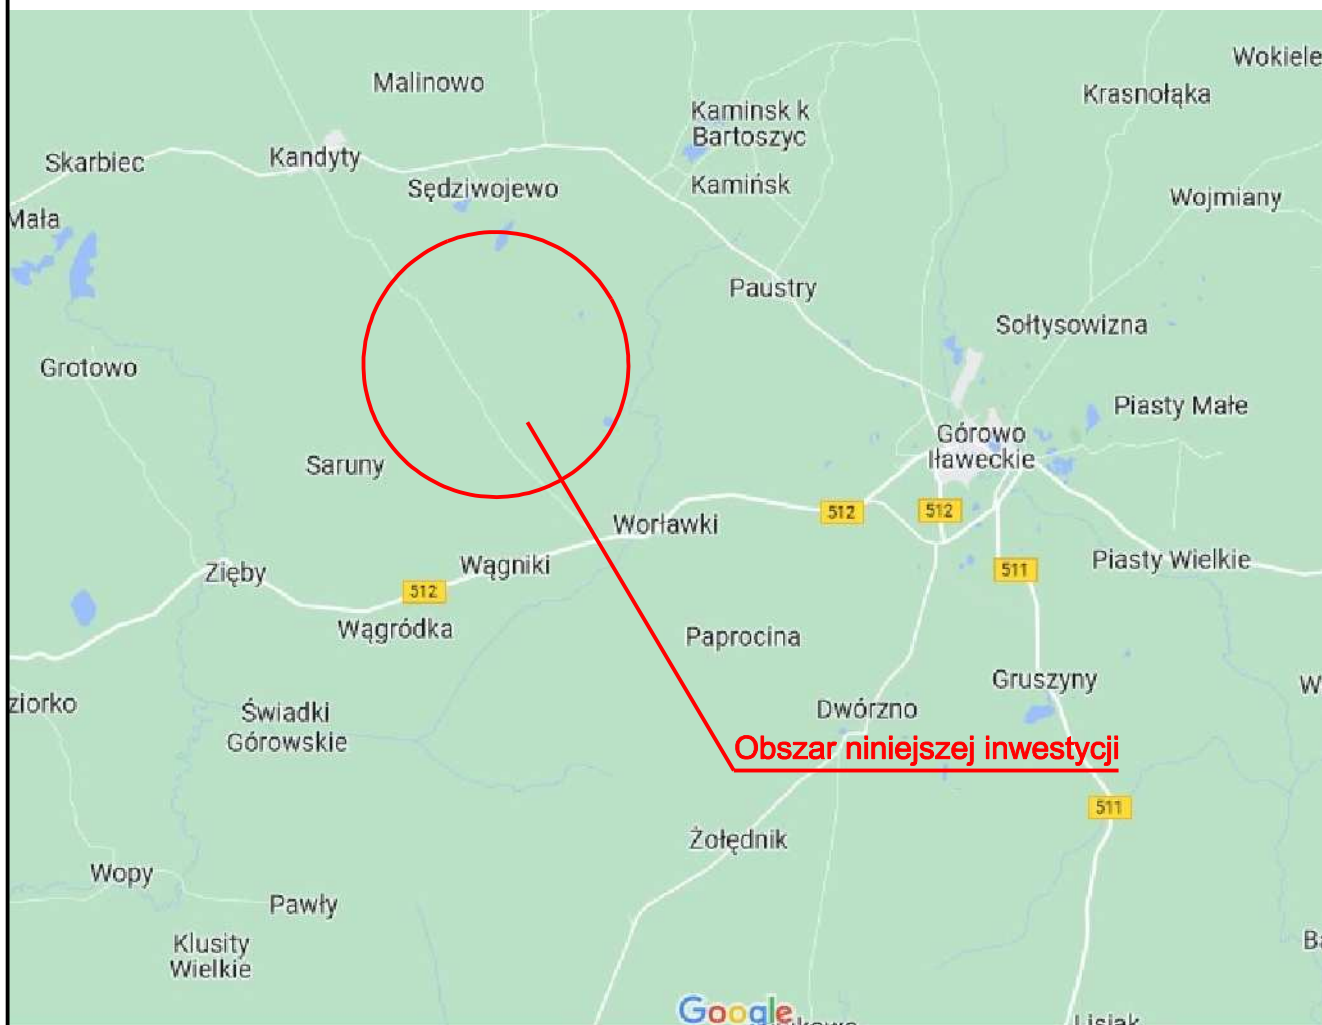 Wokiele
Malinowo
Krasnołąka
Kaminsk k
Bartoszyc
Skarbiec
Kandyty
Sędziwojewo
Kamińsk
Wojmiany
Mała
Paustry
Sołtysowizna
Grotowo
Piasty Małe
Górowo
Iławeckie
Saruny
512
512
Worławki
Piasty Wielkie
Zięby
Wągniki
511
512
Wągródka
Paprocina
Gruszyny
W
ziorko
Świadki
Górowskie
Dwórzno
Obszar niniejszej inwestycji
511
Żołędnik
Wopy
Pawły
Klusity
Wielkie
Ba
Google
Lisiak